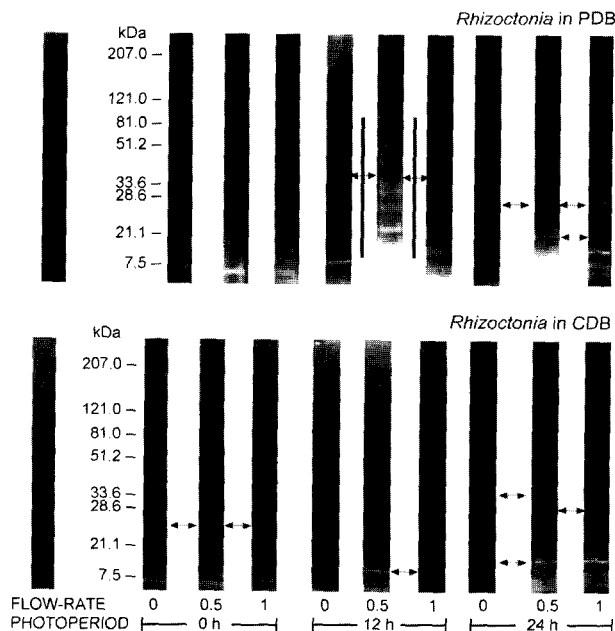 Rhizoctonia in PDB
kDa
207.0 –
121.0 –
81.0 –
51.2 –
33.6 –
28.6 –
21.1 –
7.5 –
Rhizoctonia in CDB
kDa
207.0 –
121.0 –
81.0 –
51.2 –
33.6 –
28.6 –
21.1 –
7.5 –
FLOW-RATE 0 0.5 1 0 0.5 1 0 0.5 1
PHOTOPERIOD 0 h 12 h 24 h